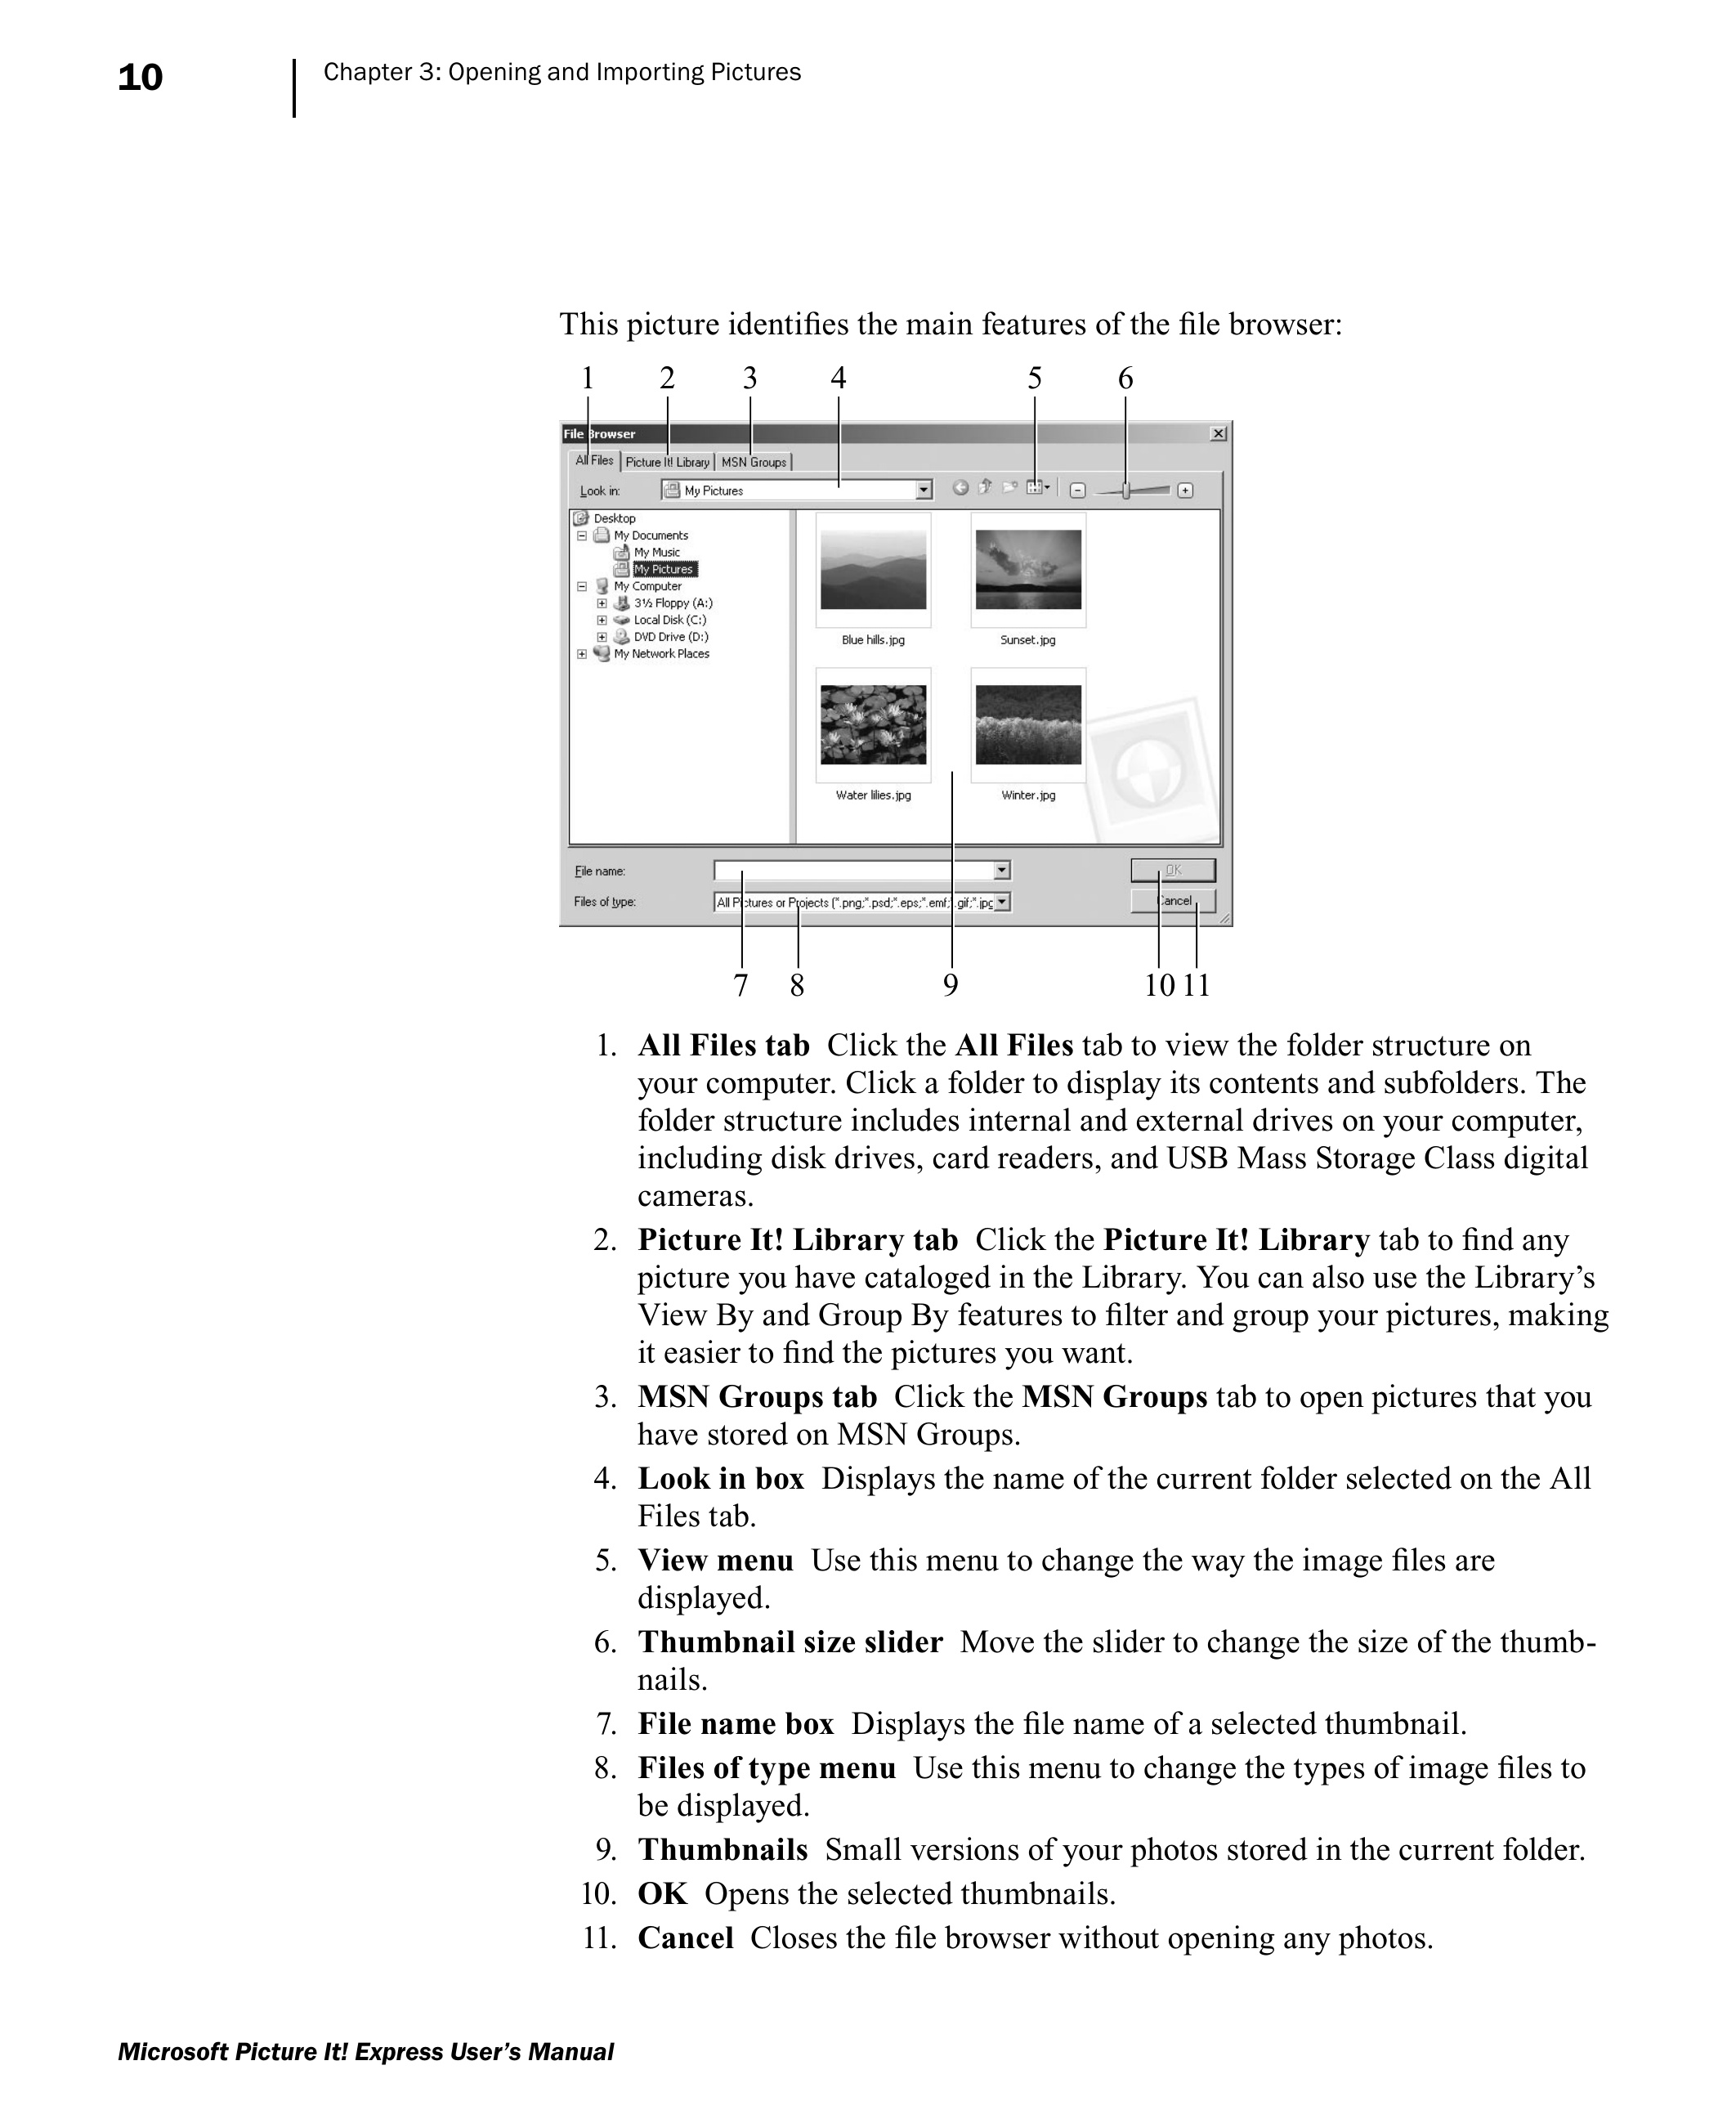 10
Chapter 3: Opening and Importing Pictures
This picture identifies the main features of the file browser:
1 2 3 4 5 6
File Browser
All Files Picture It! Library MSN Groups
Look in: My Pictures
Desktop
My Documents
My Music
My Pictures
My Computer
3½ Floppy (A:)
Local Disk (C:)
DVD Drive (D:)
My Network Places
Blue hills.jpg Sunset.jpg
Water lilies.jpg Winter.jpg
File name: OK
Files of type: All Pictures or Projects (*.png;*.psd;*.eps;*.emf;*.gif;*.jpg Cancel
7 8 9 10 11
1. All Files tab Click the All Files tab to view the folder structure on
your computer. Click a folder to display its contents and subfolders. The
folder structure includes internal and external drives on your computer,
including disk drives, card readers, and USB Mass Storage Class digital
cameras.
2. Picture It! Library tab Click the Picture It! Library tab to find any
picture you have cataloged in the Library. You can also use the Library’s
View By and Group By features to filter and group your pictures, making
it easier to find the pictures you want.
3. MSN Groups tab Click the MSN Groups tab to open pictures that you
have stored on MSN Groups.
4. Look in box Displays the name of the current folder selected on the All
Files tab.
5. View menu Use this menu to change the way the image files are
displayed.
6. Thumbnail size slider Move the slider to change the size of the thumb-
nails.
7. File name box Displays the file name of a selected thumbnail.
8. Files of type menu Use this menu to change the types of image files to
be displayed.
9. Thumbnails Small versions of your photos stored in the current folder.
10. OK Opens the selected thumbnails.
11. Cancel Closes the file browser without opening any photos.
Microsoft Picture It! Express User’s Manual